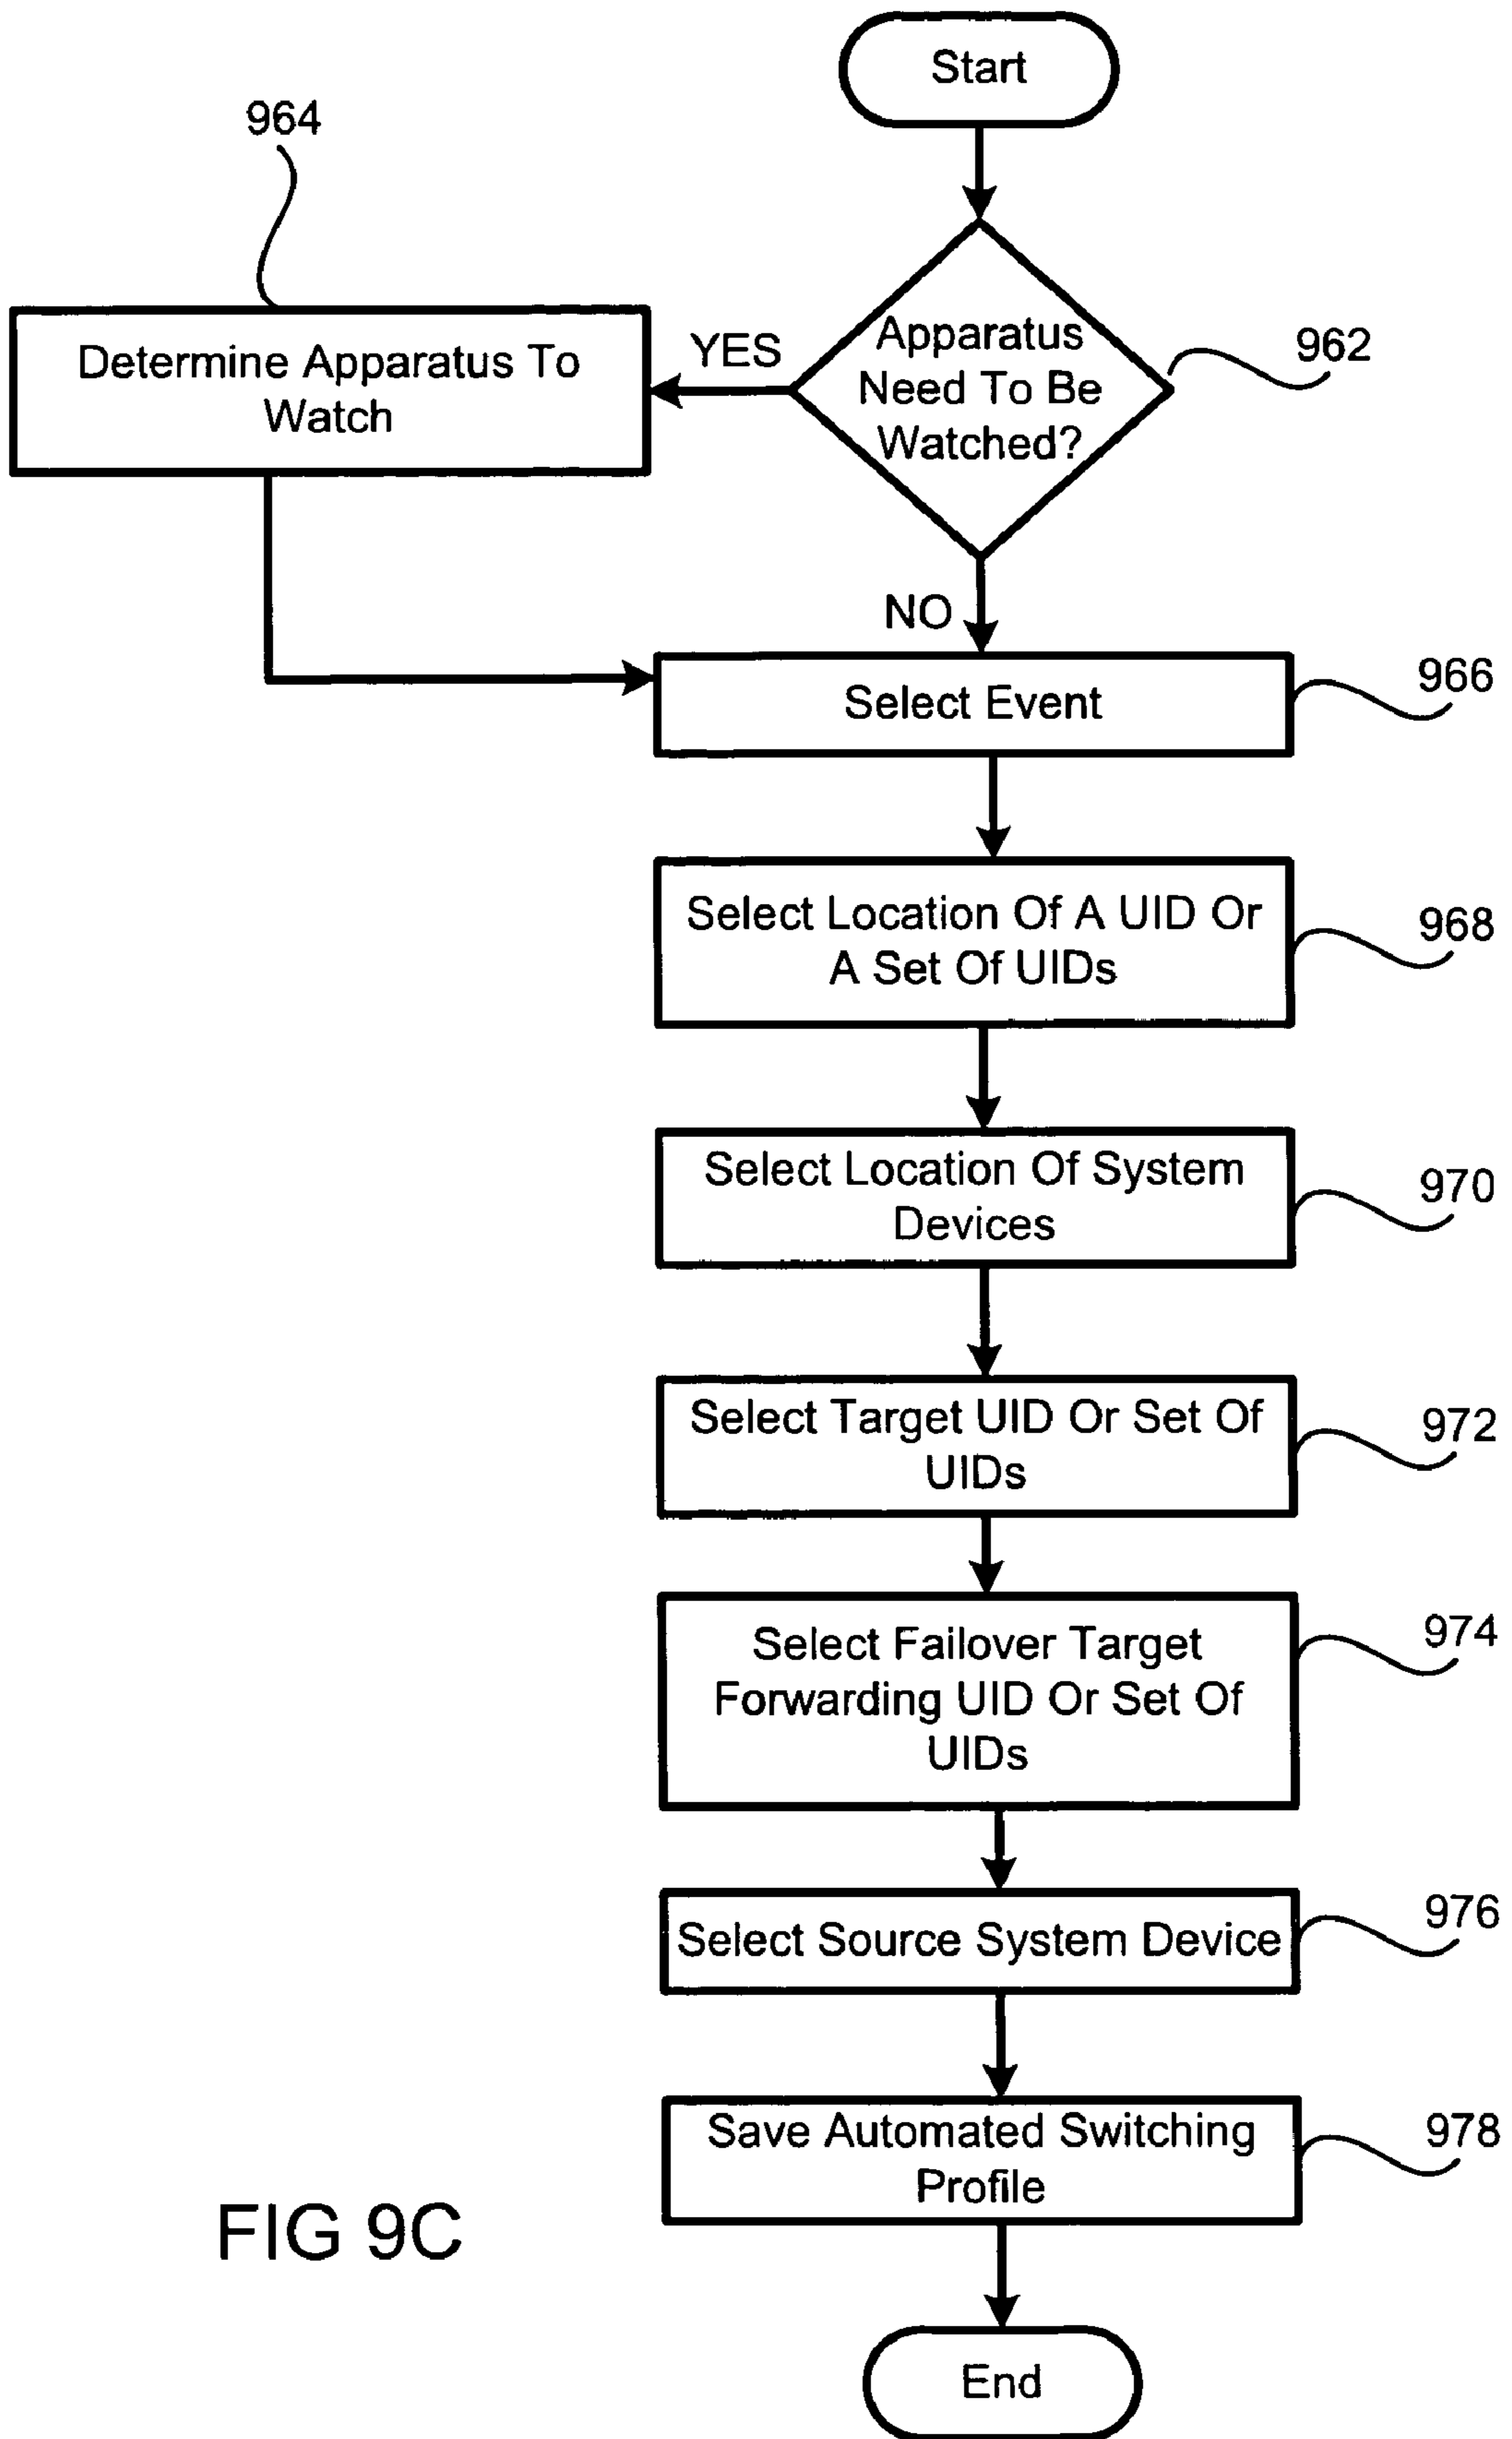 Start
964
Apparatus
Need To Be
Watched?
962
YES
Determine Apparatus To
Watch
NO
Select Event
966
Select Location Of A UID Or
A Set Of UIDs
968
Select Location Of System
Devices
970
Select Target UID Or Set Of
UIDs
972
Select Failover Target
Forwarding UID Or Set Of
UIDs
974
Select Source System Device
976
Save Automated Switching
Profile
978
FIG 9C
End